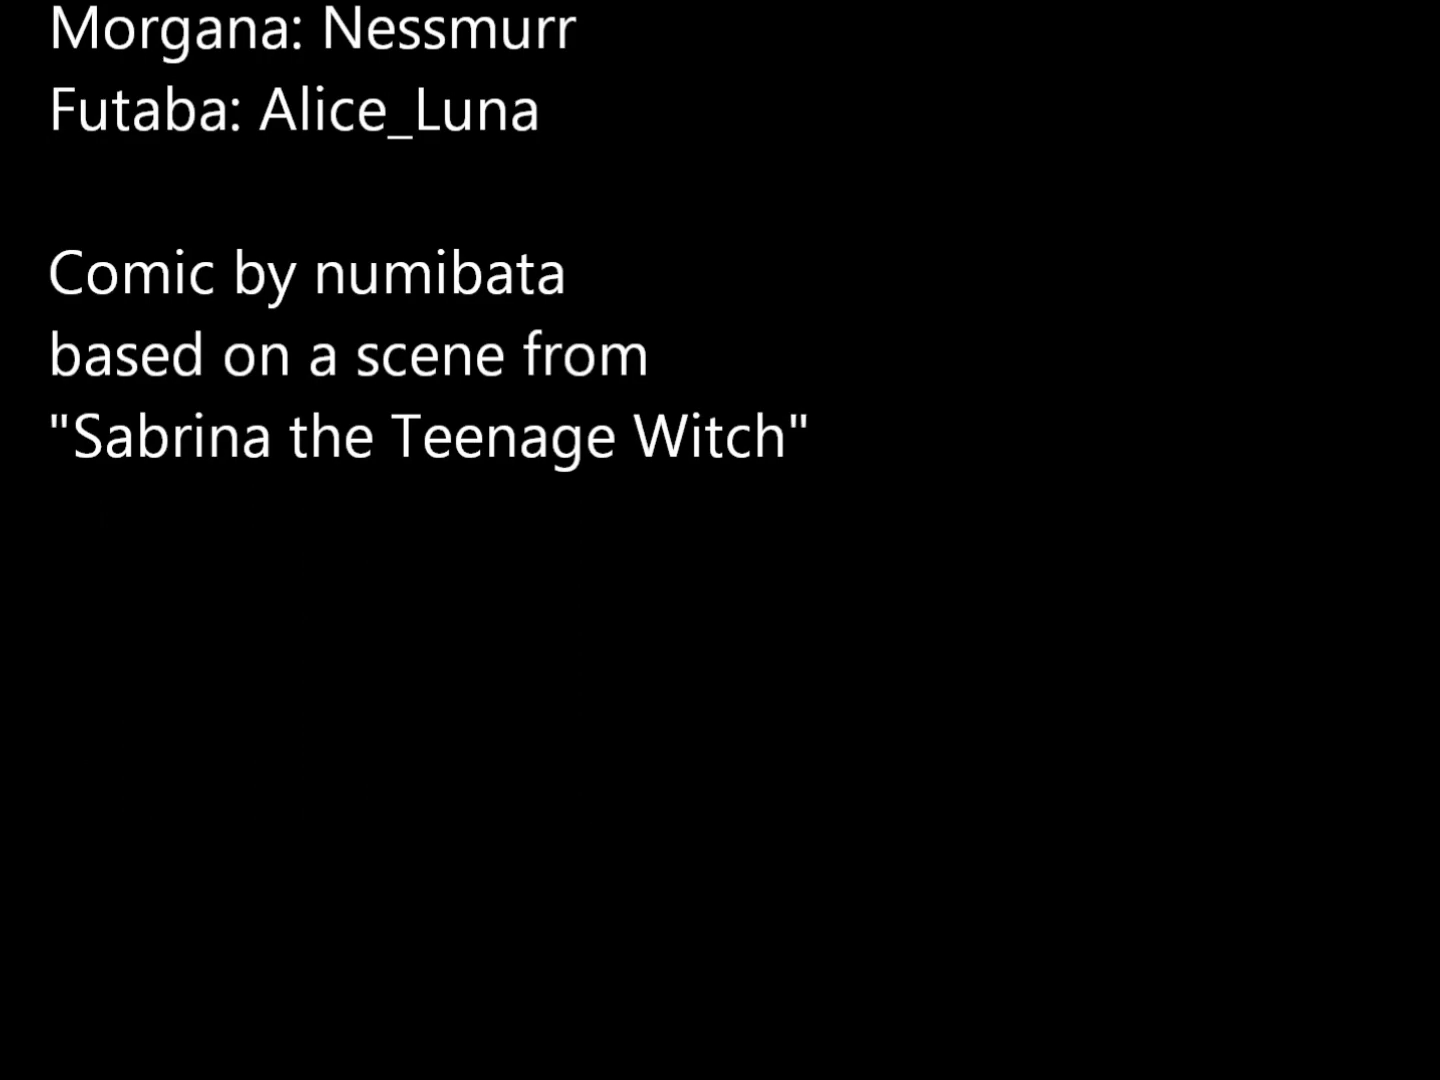 Morgana: Nessmurr
Futaba: Alice_Luna
Comic by numibata
based on a scene from
"Sabrina the Teenage Witch"